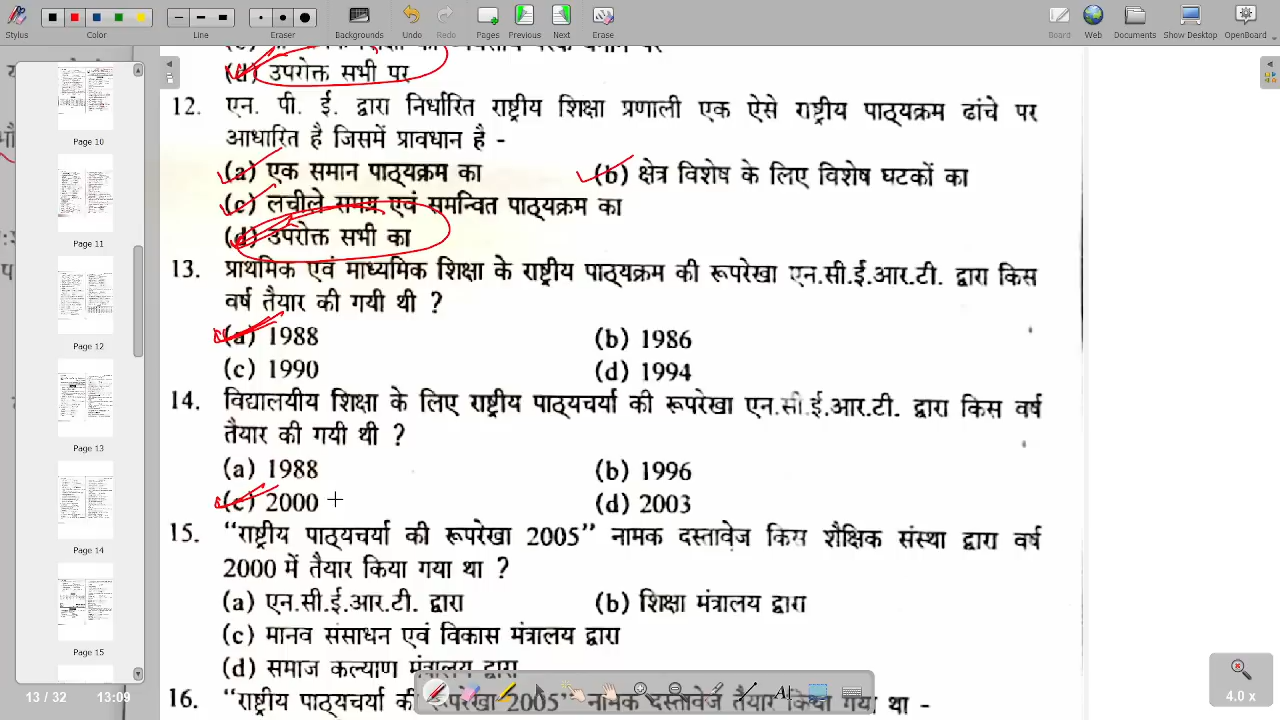 Stylus
Color
Line
Eraser
Backgrounds
Undo
Redo
Pages
Previous
Next
Erase
Board
Web
Documents
Show Desktop
OpenBoard
Page 10
Page 11
Page 12
Page 13
Page 14
Page 15
(d) उपरोक्त सभी पर
12. एन. पी. ई. द्वारा निर्धारित राष्ट्रीय शिक्षा प्रणाली एक ऐसे राष्ट्रीय पाठ्यक्रम ढांचे पर
आधारित है जिसमें प्रावधान है -
(a) एक समान पाठ्यक्रम का (b) क्षेत्र विशेष के लिए विशेष घटकों का
(c) लचीले समग्र एवं समन्वित पाठ्यक्रम का
(d) उपरोक्त सभी का
13. प्राथमिक एवं माध्यमिक शिक्षा के राष्ट्रीय पाठ्यक्रम की रूपरेखा एन.सी.ई.आर.टी. द्वारा किस
वर्ष तैयार की गयी थी ?
(a) 1988 (b) 1986
(c) 1990 (d) 1994
14. विद्यालयीय शिक्षा के लिए राष्ट्रीय पाठ्यचर्या की रूपरेखा एन.सी.ई.आर.टी. द्वारा किस वर्ष
तैयार की गयी थी ?
(a) 1988 (b) 1996
(c) 2000 (d) 2003
15. “राष्ट्रीय पाठ्यचर्या की रूपरेखा 2005” नामक दस्तावेज किस शैक्षिक संस्था द्वारा वर्ष
2000 में तैयार किया गया था ?
(a) एन.सी.ई.आर.टी. द्वारा (b) शिक्षा मंत्रालय द्वारा
(c) मानव संसाधन एवं विकास मंत्रालय द्वारा
(d) समाज कल्याण मंत्रालय द्वारा
16. “राष्ट्रीय पाठ्यचर्या की रूपरेखा 2005” नामक दस्तावेज तैयार किया गया था -
13 / 32 13:09
4.0 x